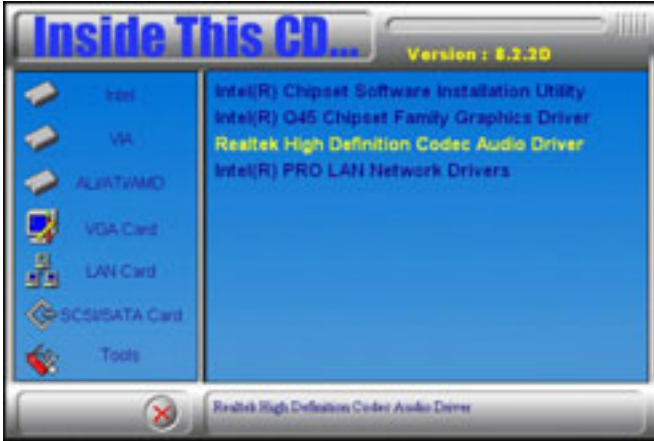 Inside This CD...
Version : 8.2.2D
Intel
VIA
ALI/ATI/AMD
VGA Card
LAN Card
SCSI/SATA Card
Tools
Intel(R) Chipset Software Installation Utility
Intel(R) Q45 Chipset Family Graphics Driver
Realtek High Definition Codec Audio Driver
Intel(R) PRO LAN Network Drivers
Realtek High Definition Codec Audio Driver